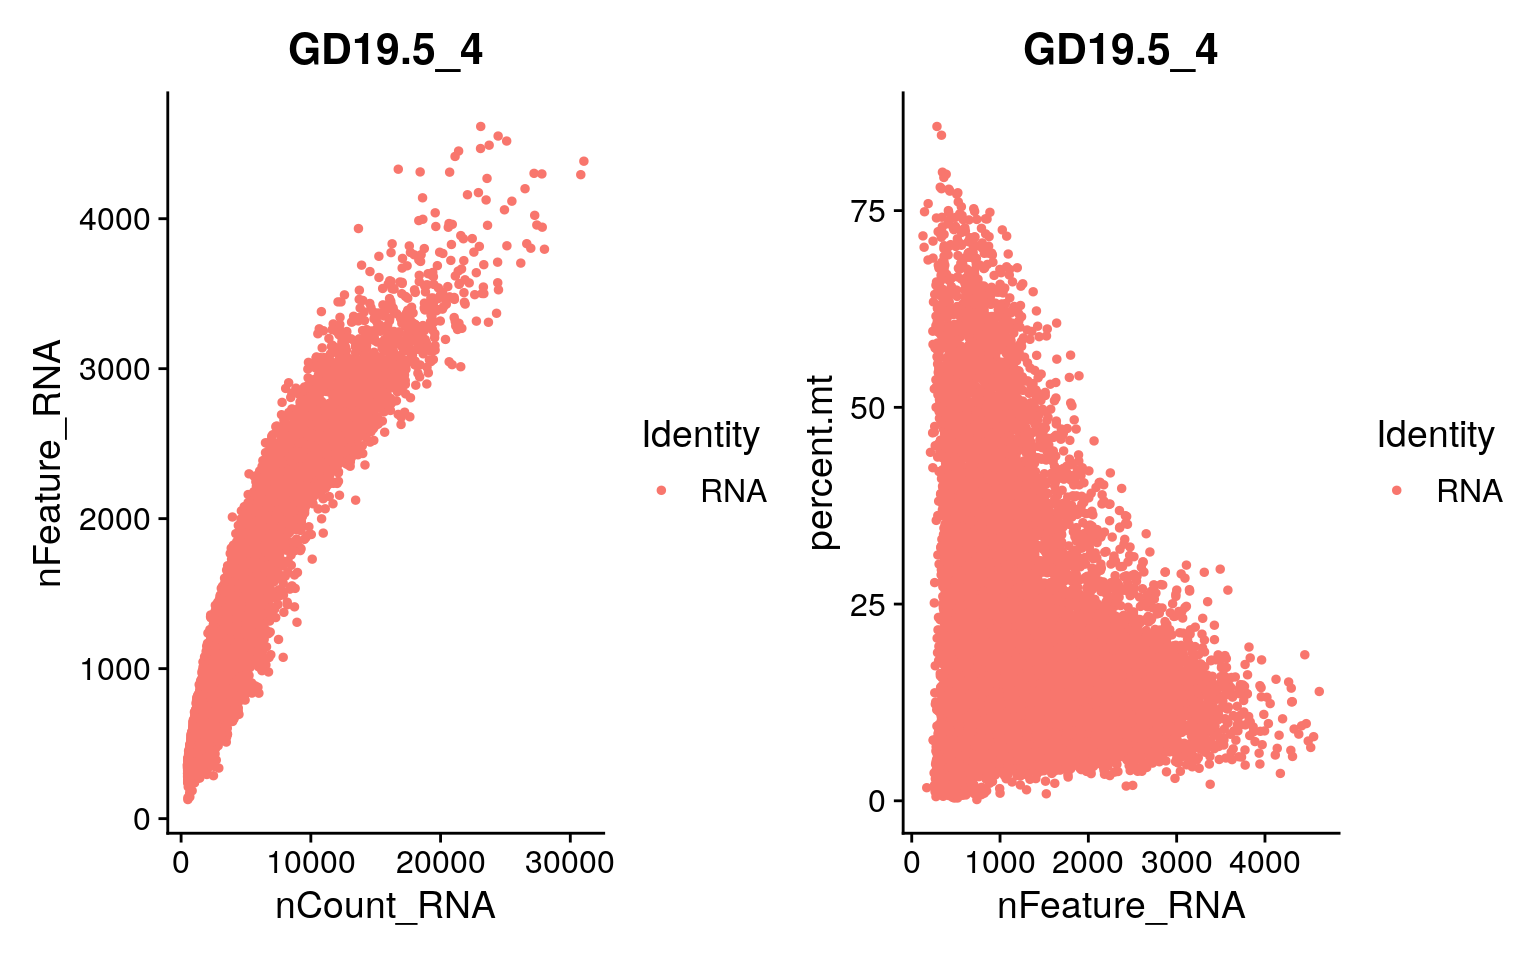 GD19.5_4
nFeature_RNA
4000
3000
2000
1000
0
0 10000 20000 30000
nCount_RNA
Identity
RNA
GD19.5_4
percent.mt
75
50
25
0
0 1000 2000 3000 4000
nFeature_RNA
Identity
RNA